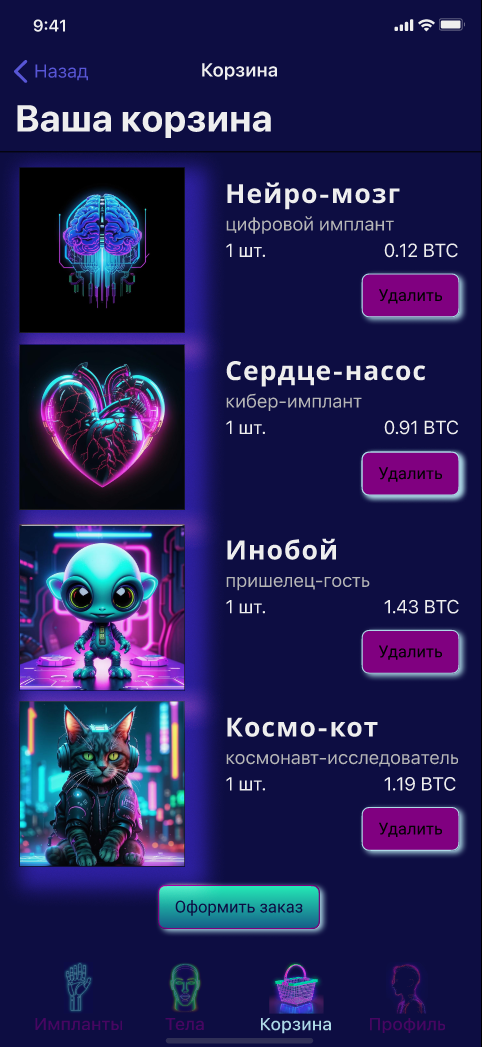 9:41
Назад
Корзина
Ваша корзина
Нейро-мозг
цифровой имплант
1 шт. 0.12 BTC
Удалить
Сердце-насос
кибер-имплант
1 шт. 0.91 BTC
Удалить
Инобой
пришелец-гость
1 шт. 1.43 BTC
Удалить
Космо-кот
космонавт-исследователь
1 шт. 1.19 BTC
Удалить
Оформить заказ
Импланты Тела Корзина Профиль